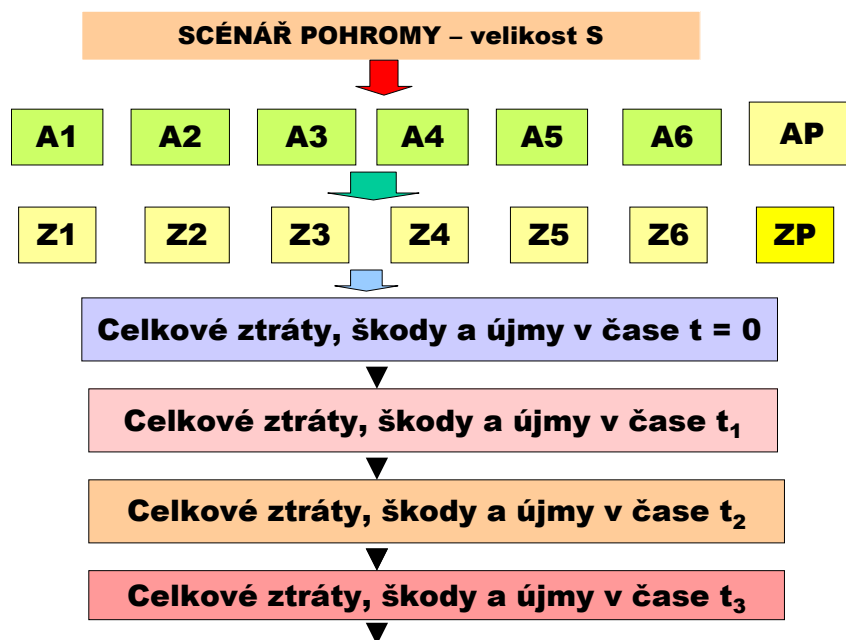 SCÉNÁŘ POHROMY – velikost S
A1 A2 A3 A4 A5 A6 AP
Z1 Z2 Z3 Z4 Z5 Z6 ZP
Celkové ztráty, škody a újmy v čase t = 0
Celkové ztráty, škody a újmy v čase t₁
Celkové ztráty, škody a újmy v čase t₂
Celkové ztráty, škody a újmy v čase t₃